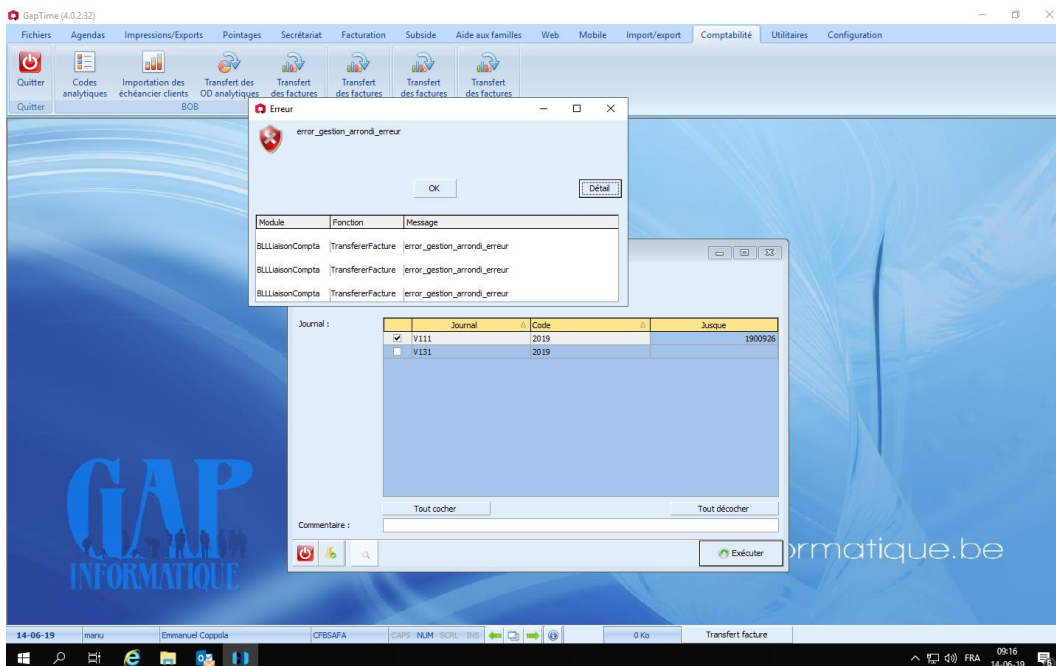 GapTime (4.0.2.32)
Fichiers Agendas Impressions/Exports Pointages Secrétariat Facturation Subside Aide aux familles Web Mobile Import/export Comptabilité Utilitaires Configuration
Quitter Codes analytiques Importation des échéancier clients Transfert des OD analytiques Transfert des factures Transfert des factures Transfert des factures Transfert des factures
Quitter BOB
Erreur
error_gestion_arrondi_erreur
OK Détail
Module Fonction Message
BLLLiaisonCompta TransfererFacture error_gestion_arrondi_erreur
BLLLiaisonCompta TransfererFacture error_gestion_arrondi_erreur
BLLLiaisonCompta TransfererFacture error_gestion_arrondi_erreur
Journal :
Journal Code Jusque
V111 2019 1900926
V131 2019
Tout cocher Tout décocher
Commentaire :
Exécuter
GAP
INFORMATIQUE
ormatique.be
14-06-19 manu Emmanuel Coppola CFBSAFA CAPS NUM SCRL INS 0 Ko Transfert facture
FRA 09:16
14-06-19